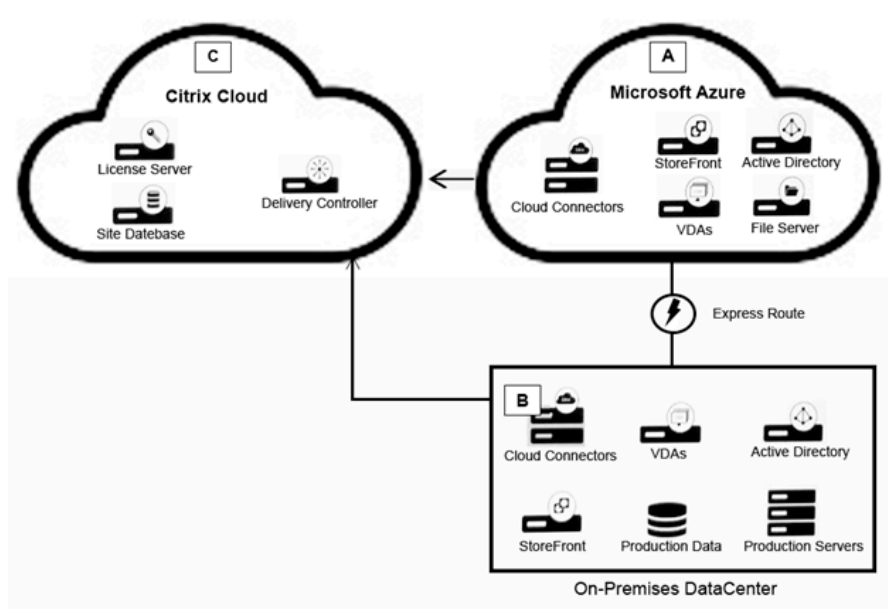 C
Citrix Cloud
License Server
Delivery Controller
Site Datebase
A
Microsoft Azure
StoreFront
Active Directory
Cloud Connectors
VDAs
File Server
Express Route
B
Cloud Connectors
VDAs
Active Directory
StoreFront
Production Data
Production Servers
On-Premises DataCenter